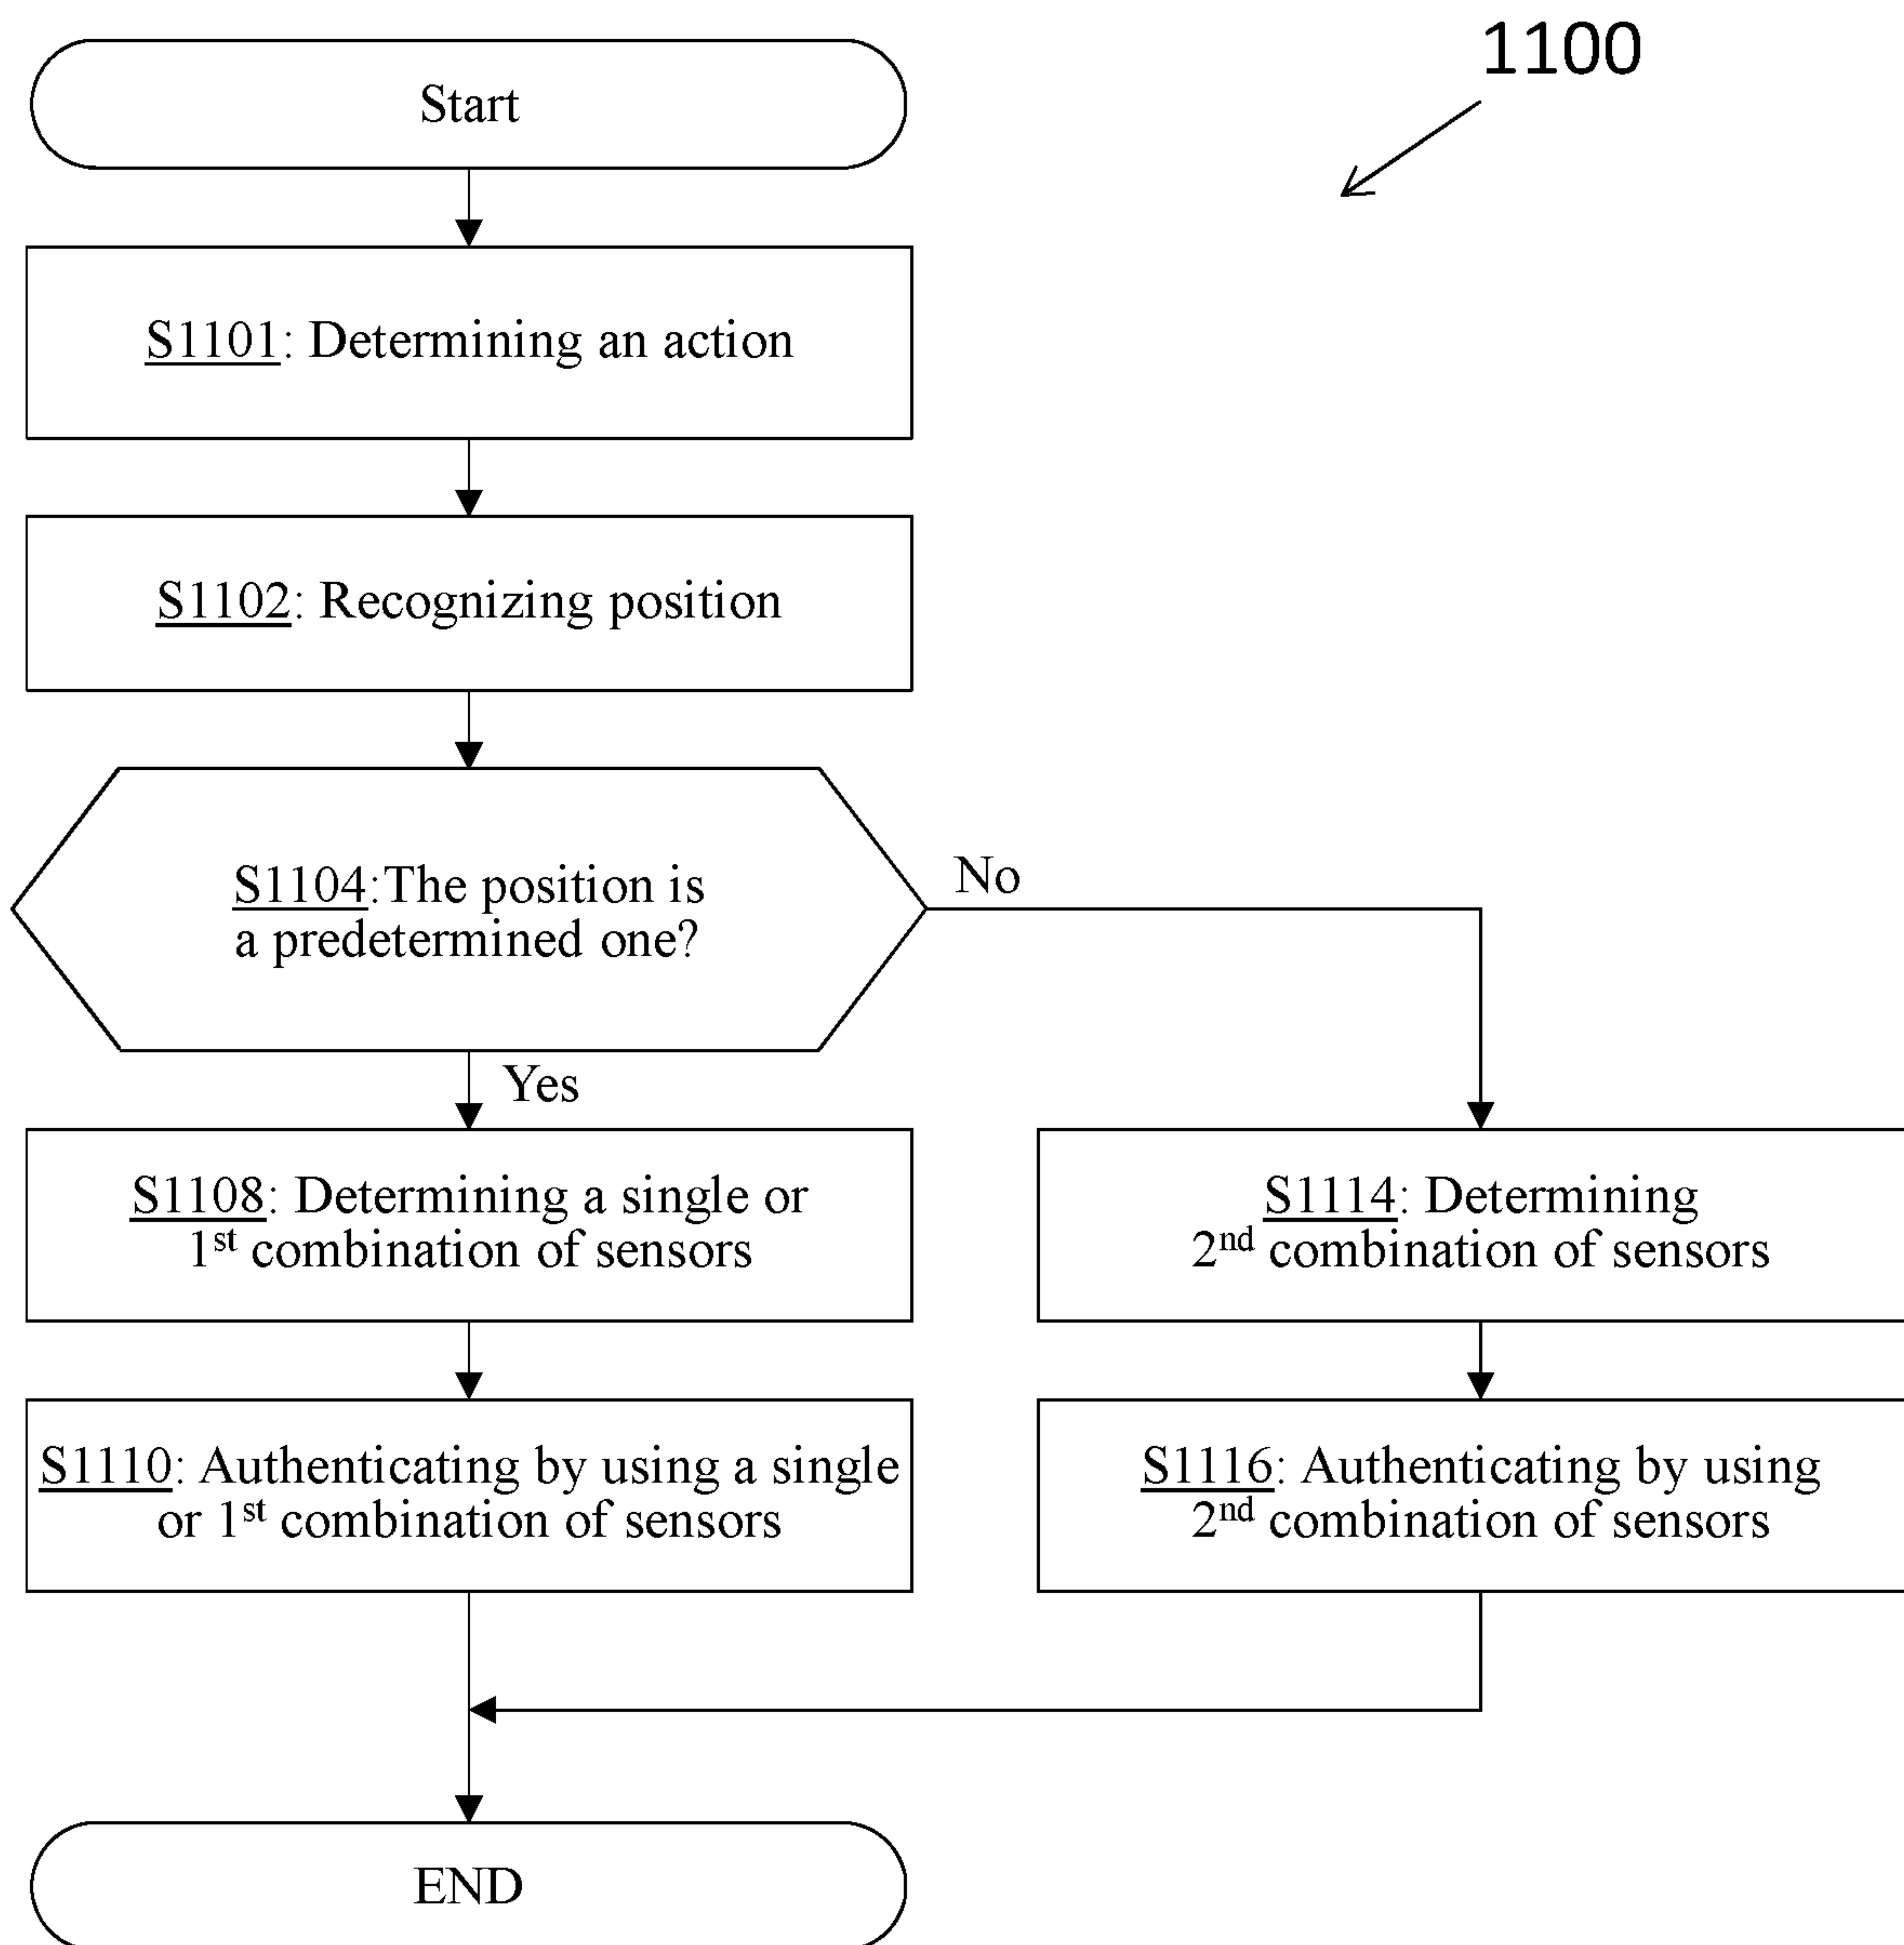 1100
Start
S1101: Determining an action
S1102: Recognizing position
S1104:The position is
a predetermined one?
No
Yes
S1108: Determining a single or
1st combination of sensors
S1114: Determining
2nd combination of sensors
S1110: Authenticating by using a single
or 1st combination of sensors
S1116: Authenticating by using
2nd combination of sensors
END